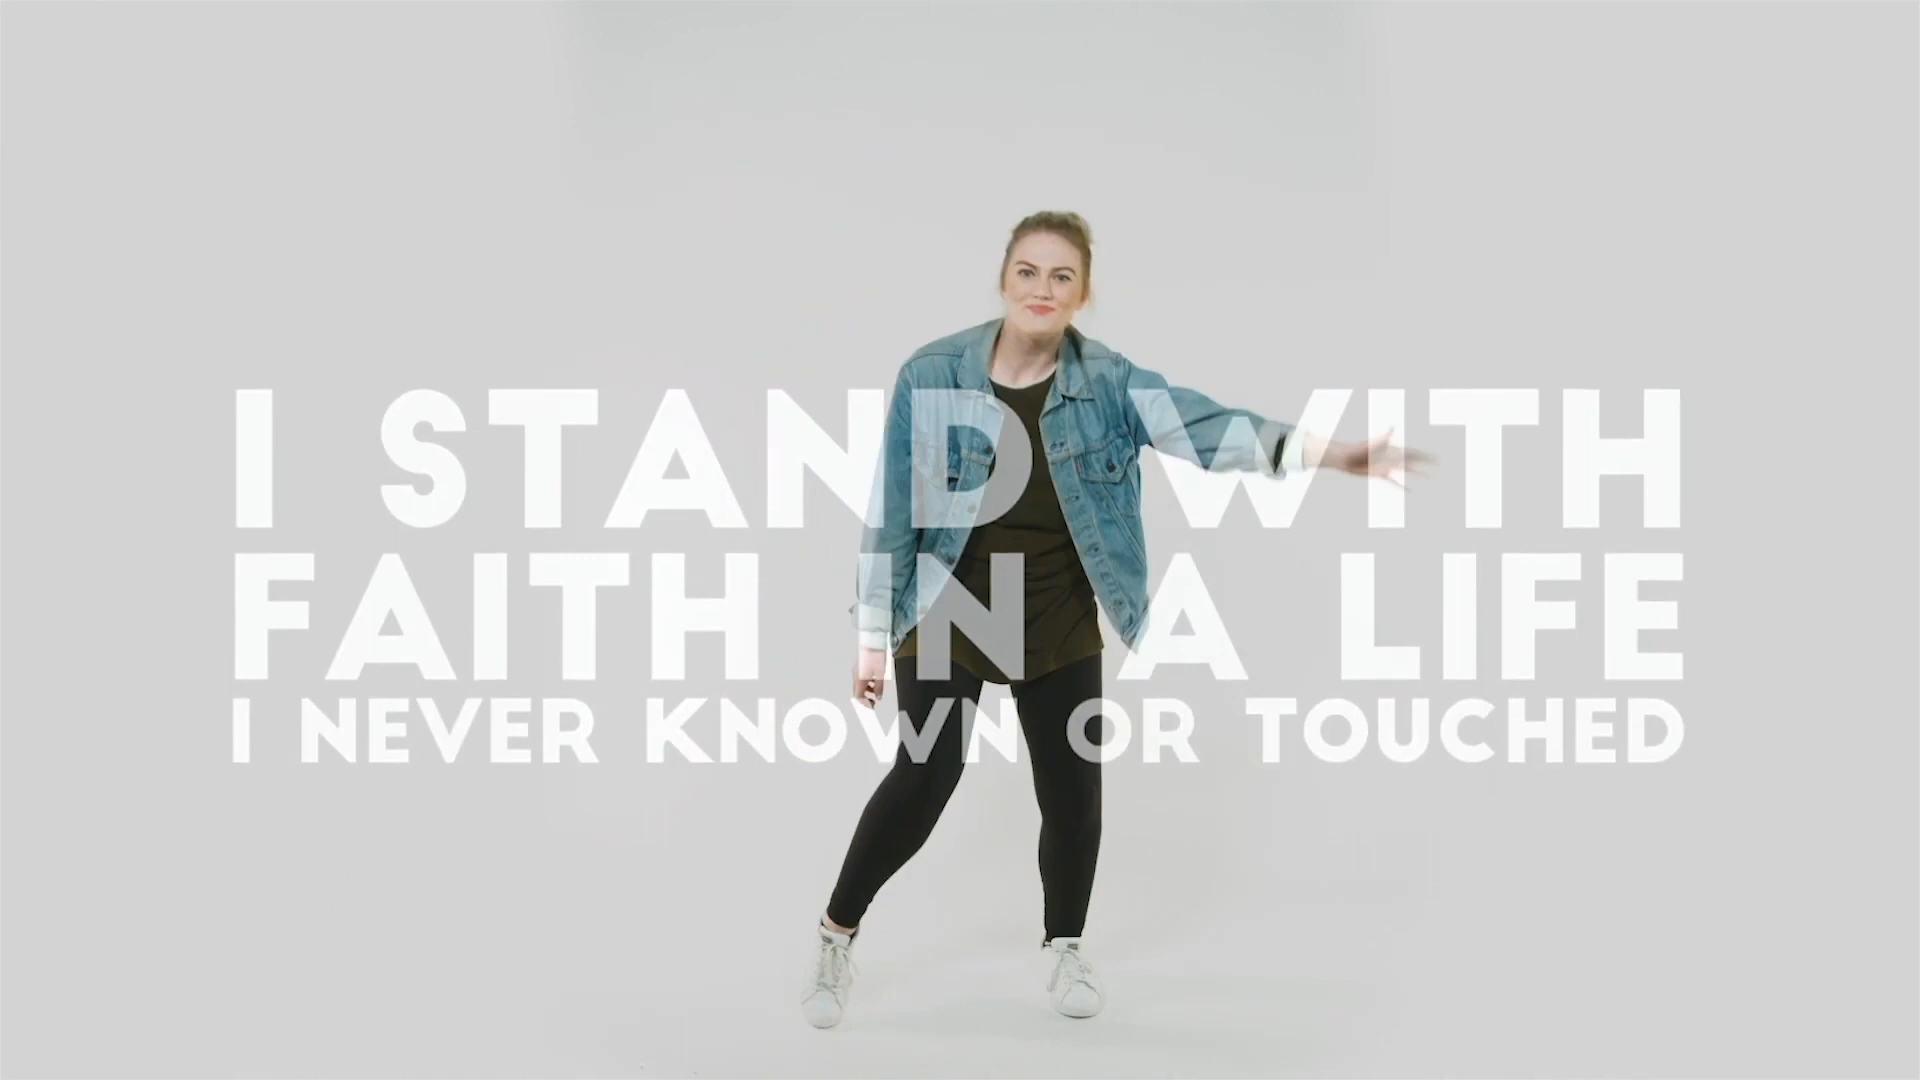 I STAND WITH
FAITH IN A LIFE
I NEVER KNOWN OR TOUCHED